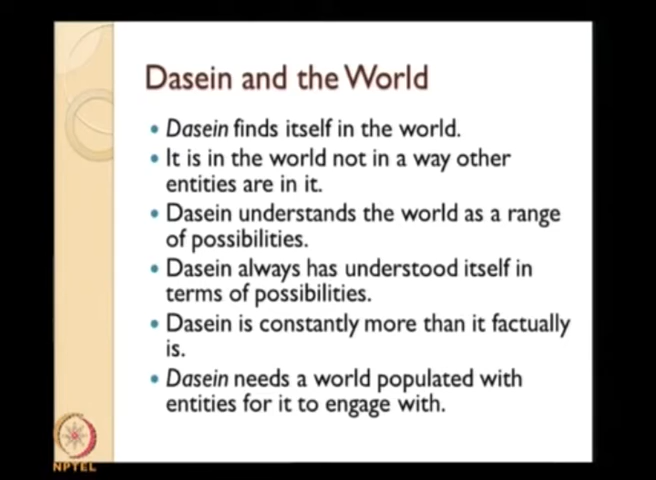 Dasein and the World
• Dasein finds itself in the world.
• It is in the world not in a way other
entities are in it.
• Dasein understands the world as a range
of possibilities.
• Dasein always has understood itself in
terms of possibilities.
• Dasein is constantly more than it factually
is.
• Dasein needs a world populated with
entities for it to engage with.
NPTEL